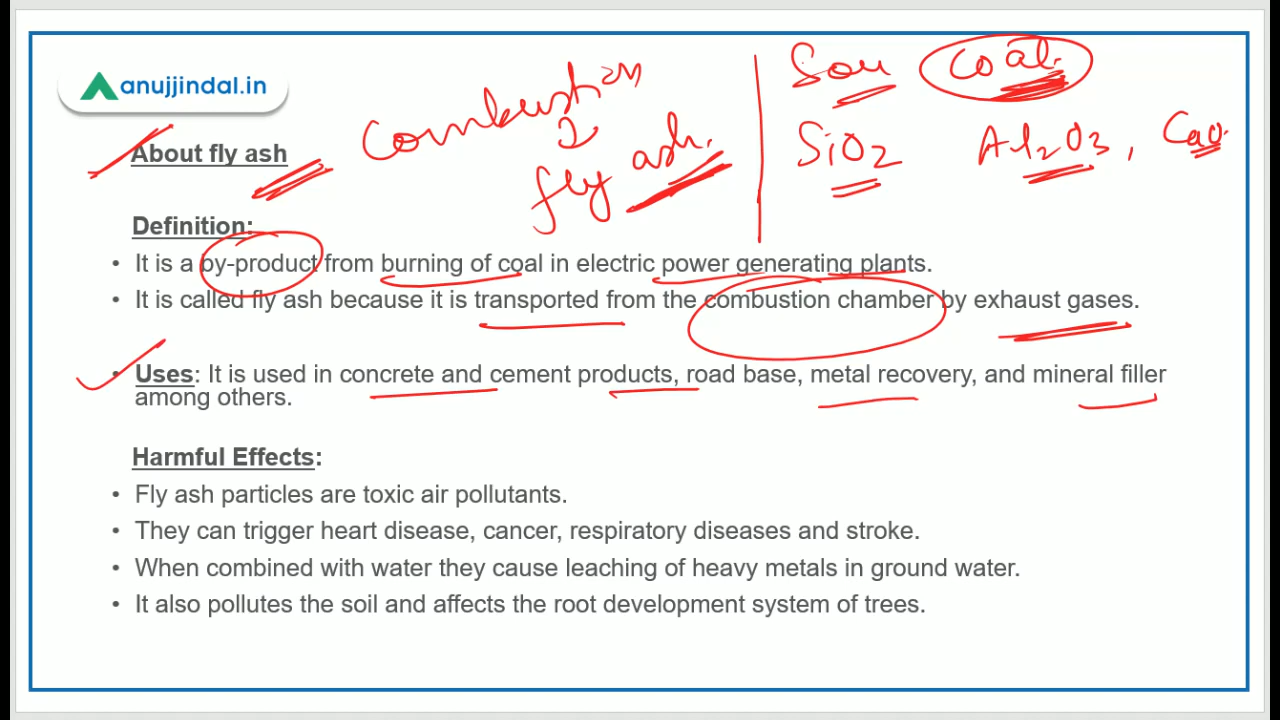 anujjindal.in
combustion
fly ash.
Sou coal.
SiO2 Al2O3, CaO
About fly ash
Definition:
• It is a by-product from burning of coal in electric power generating plants.
• It is called fly ash because it is transported from the combustion chamber by exhaust gases.
• Uses: It is used in concrete and cement products, road base, metal recovery, and mineral filler
among others.
Harmful Effects:
• Fly ash particles are toxic air pollutants.
• They can trigger heart disease, cancer, respiratory diseases and stroke.
• When combined with water they cause leaching of heavy metals in ground water.
• It also pollutes the soil and affects the root development system of trees.